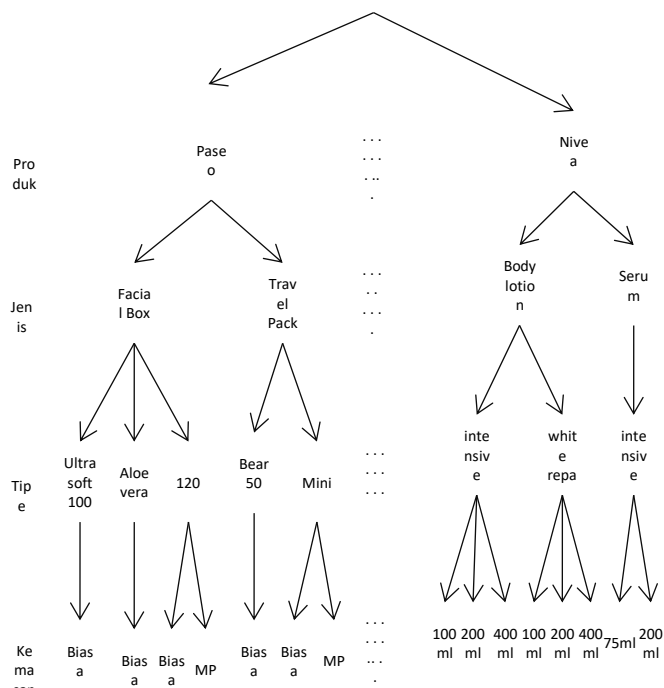 Pro
duk
Pase
o
. . .
. . .
. ..
.
Nive
a
Jen
is
Facia
l Box
Trav
el
Pack
. . .
. .
. . .
.
Body
lotio
n
Seru
m
Tip
e
Ultra
soft
100
Aloe
vera
120
Bear
50
Mini
. . .
. . .
. . .
inte
nsiv
e
whit
e
repa
inte
nsiv
e
Ke
ma
san
Bias
a
Bias
a
Bias
a
MP
Bias
a
Bias
a
MP
. . .
. . .
.. .
.
100
ml
200
ml
400
ml
100
ml
200
ml
400
ml
75ml
200
ml